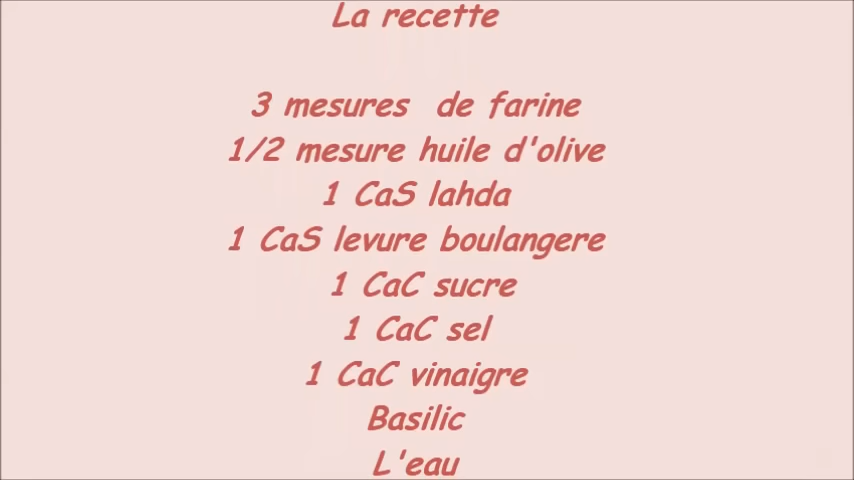 La recette
3 mesures de farine
1/2 mesure huile d'olive
1 CaS lahda
1 CaS levure boulangere
1 CaC sucre
1 CaC sel
1 CaC vinaigre
Basilic
L'eau